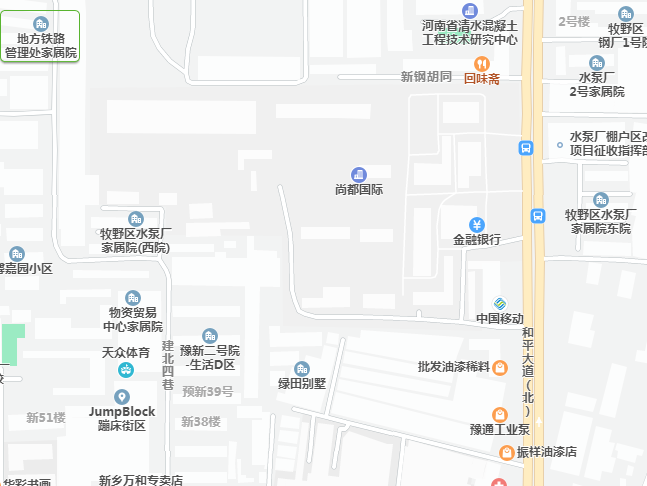 河南省清水混凝土
工程技术研究中心
2号楼
牧野区
钢厂1号院
地方铁路
管理处家属院
新钢胡同
回味斋
水泵厂
2号家属院
水泵厂棚户区改
项目征收指挥部
尚都国际
牧野区水泵厂
家属院(西院)
金融银行
牧野区水泵厂
家属院东院
馨嘉园小区
物资贸易
中心家属院
中国移动
和平大道(北)
建北四巷
天众体育
豫新二号院
-生活D区
批发油漆稀料
绿田别墅
预新39号
JumpBlock
蹦床街区
新51楼
新38楼
豫通工业泵
振样油漆店
华彩书画
新乡万和专卖店